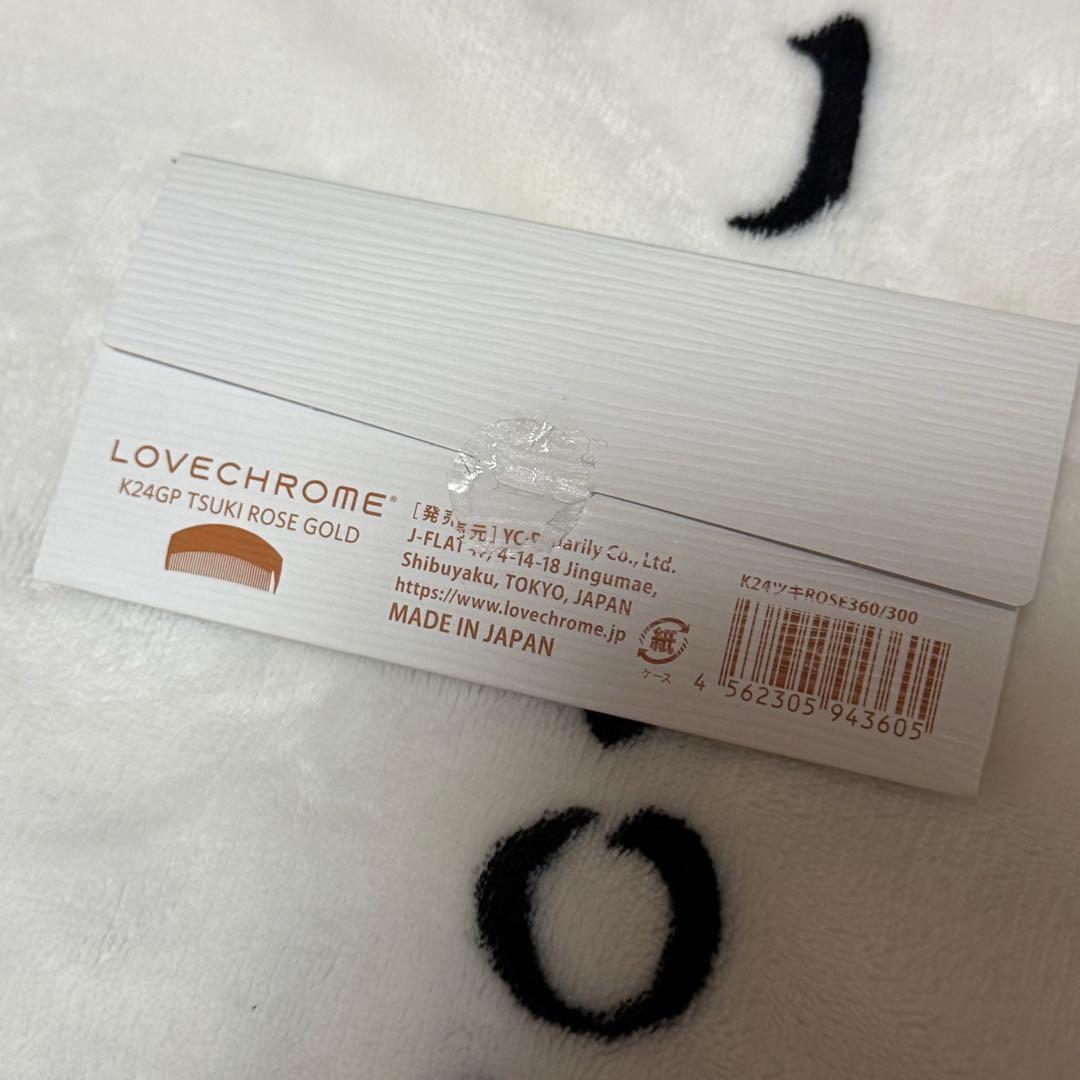 J
LOVECHROME®
K24GP TSUKI ROSE GOLD
[発売元] Co., Ltd.
J-FLAT 4-14-18 Jingumae,
Shibuyaku, TOKYO, JAPAN
https://www.lovechrome.jp
MADE IN JAPAN
紙
ケース
K24ツキROSE360/300
4 562305 943605
O